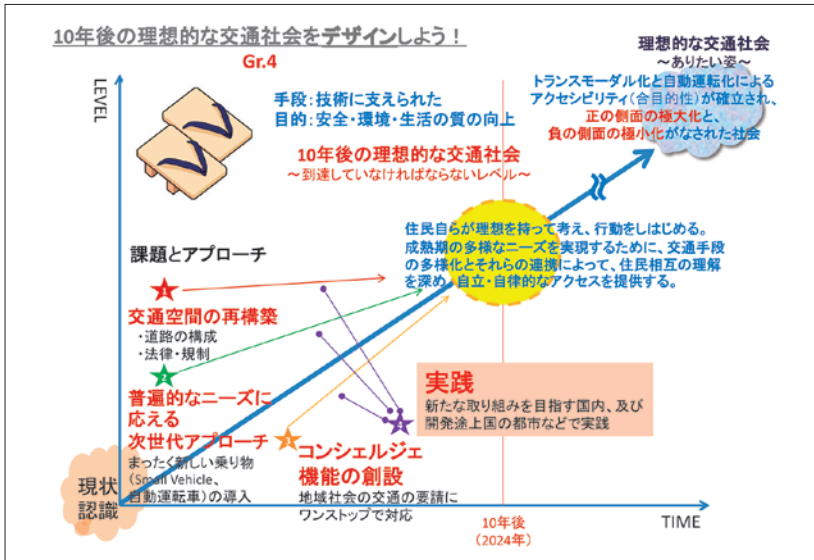 10年後の理想的な交通社会をデザインしよう！
Gr.4
理想的な交通社会
～ありたい姿～
トランスモーダル化と自動運転化による
アクセシビリティ(合目的性)が確立され、
正の側面の極大化と、
負の側面の極小化がなされた社会
LEVEL
手段：技術に支えられた
目的：安全・環境・生活の質の向上
10年後の理想的な交通社会
～到達していなければならないレベル～
住民自らが理想を持って考え、行動をしはじめる。
成熟期の多様なニーズを実現するために、交通手段
の多様化とそれらの連携によって、住民相互の理解
を深め、自立・自律的なアクセスを提供する。
課題とアプローチ
1
交通空間の再構築
・道路の構成
・法律・規制
2
普遍的なニーズに
応える
次世代アプローチ
まったく新しい乗り物
(Small Vehicle、
自動運転車)の導入
3
コンシェルジェ
機能の創設
地域社会の交通の要請に
ワンストップで対応
4
実践
新たな取り組みを目指す国内、及び
開発途上国の都市などで実践
現状
認識
10年後
(2024年)
TIME